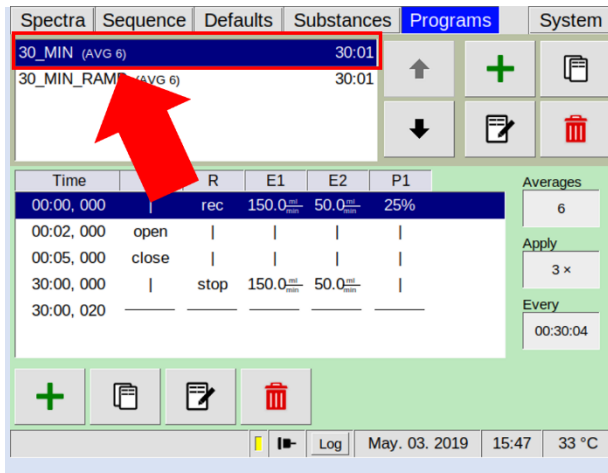 Spectra Sequence Defaults Substances Programs System
30_MIN (AVG 6) 30:01
30_MIN_RAM (AVG 6) 30:01
Time R E1 E2 P1 Averages
00:00, 000 | rec 150.0 ml/min 50.0 ml/min 25% 6
00:02, 000 open | | | | Apply
00:05, 000 close | | | | 3 ×
30:00, 000 | stop 150.0 ml/min 50.0 ml/min | Every
30:00, 020 00:30:04
Log May. 03. 2019 15:47 33 °C